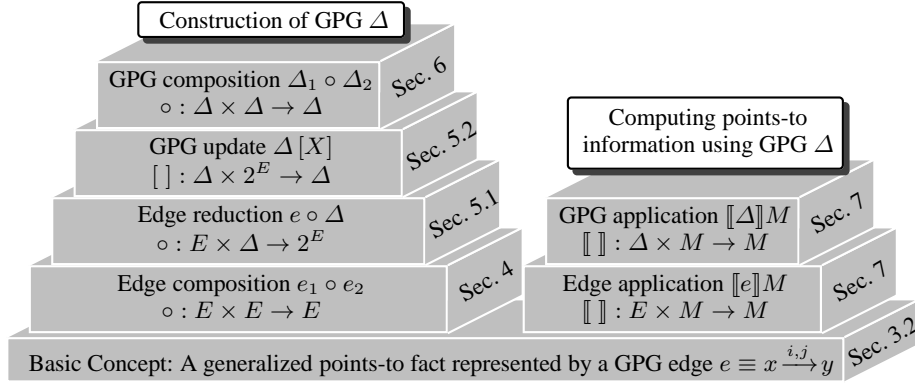 Construction of GPG Δ
GPG composition Δ₁ ∘ Δ₂
∘ : Δ × Δ → Δ
Sec. 6
GPG update Δ [X]
[ ] : Δ × 2^E → Δ
Sec. 5.2
Edge reduction e ∘ Δ
∘ : E × Δ → 2^E
Sec. 5.1
Edge composition e₁ ∘ e₂
∘ : E × E → E
Sec. 4
Computing points-to
information using GPG Δ
GPG application ⟦Δ⟧M
⟦ ⟧ : Δ × M → M
Sec. 7
Edge application ⟦e⟧M
⟦ ⟧ : E × M → M
Sec. 7
Basic Concept: A generalized points-to fact represented by a GPG edge e ≡ x —i,j→ y
Sec. 3.2